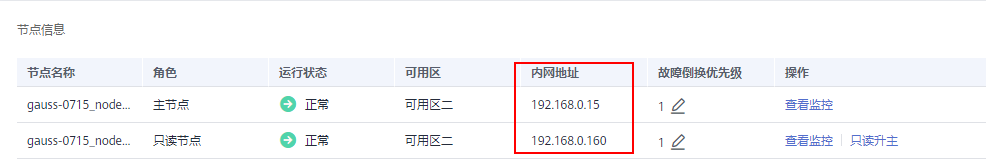 节点信息
节点名称 角色 运行状态 可用区 内网地址 故障倒换优先级 操作
gauss-0715_node... 主节点 正常 可用区二 192.168.0.15 1 查看监控
gauss-0715_node... 只读节点 正常 可用区二 192.168.0.160 1 查看监控 只读升主